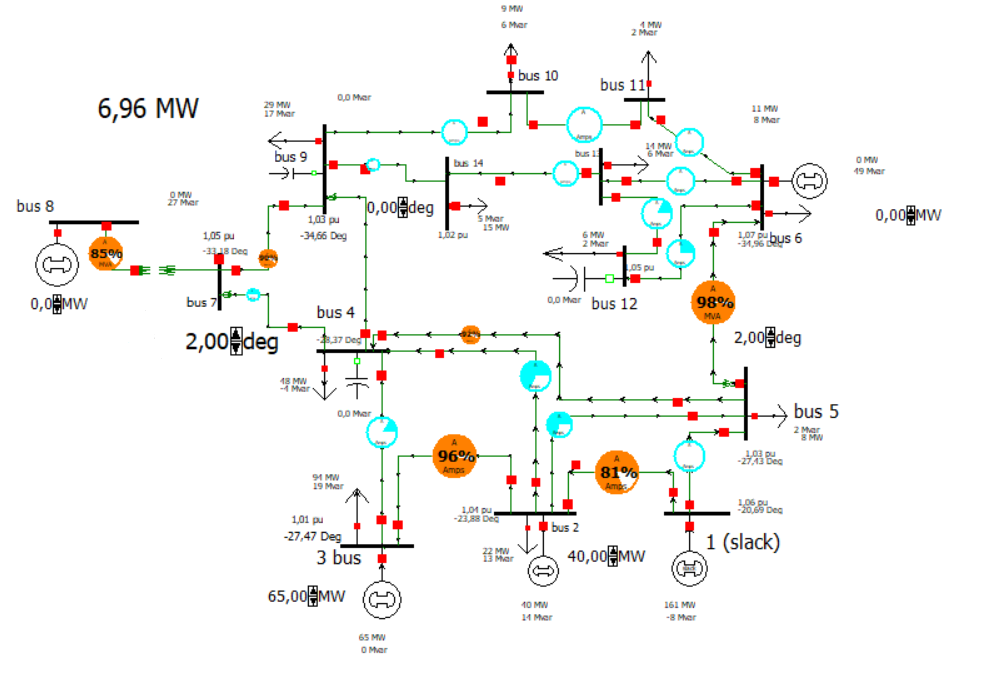 9 MW
6 Mvar
4 MW
2 Mvar
bus 10
bus 11
6,96 MW
29 MW
17 Mvar
0,0 Mvar
11 MW
8 Mvar
A
A
Amps
A
Amps
bus 9
14 MW
6 Mvar
bus 14
0 MW
49 Mvar
bus 8
0 MW
27 Mvar
0,00 deg
5 Mvar
15 MW
1,03 pu
-34,66 Deg
1,02 pu
0,00 MW
1,05 pu
-33,18 Deg
6 MW
2 Mvar
1,07 pu
-34,96 Deg
bus 6
A
85%
MVA
1,05 pu
0,0 MW
bus 7
0,0 Mvar
bus 12
A
98%
MVA
bus 4
2,00 deg
-28,37 Deg
92%
2,00 deg
48 MW
-4 Mvar
0,0 Mvar
Amps
bus 5
2 Mvar
8 MW
Amps
A
96%
Amps
A
81%
Amps
Amps
1,03 pu
-27,43 Deg
94 MW
19 Mvar
1,01 pu
-27,47 Deg
1,04 pu
-23,88 Deg
bus 2
1,06 pu
-20,69 Deg
3 bus
1 (slack)
22 MW
13 Mvar
40,00 MW
65,00 MW
40 MW
14 Mvar
161 MW
-8 Mvar
65 MW
0 Mvar